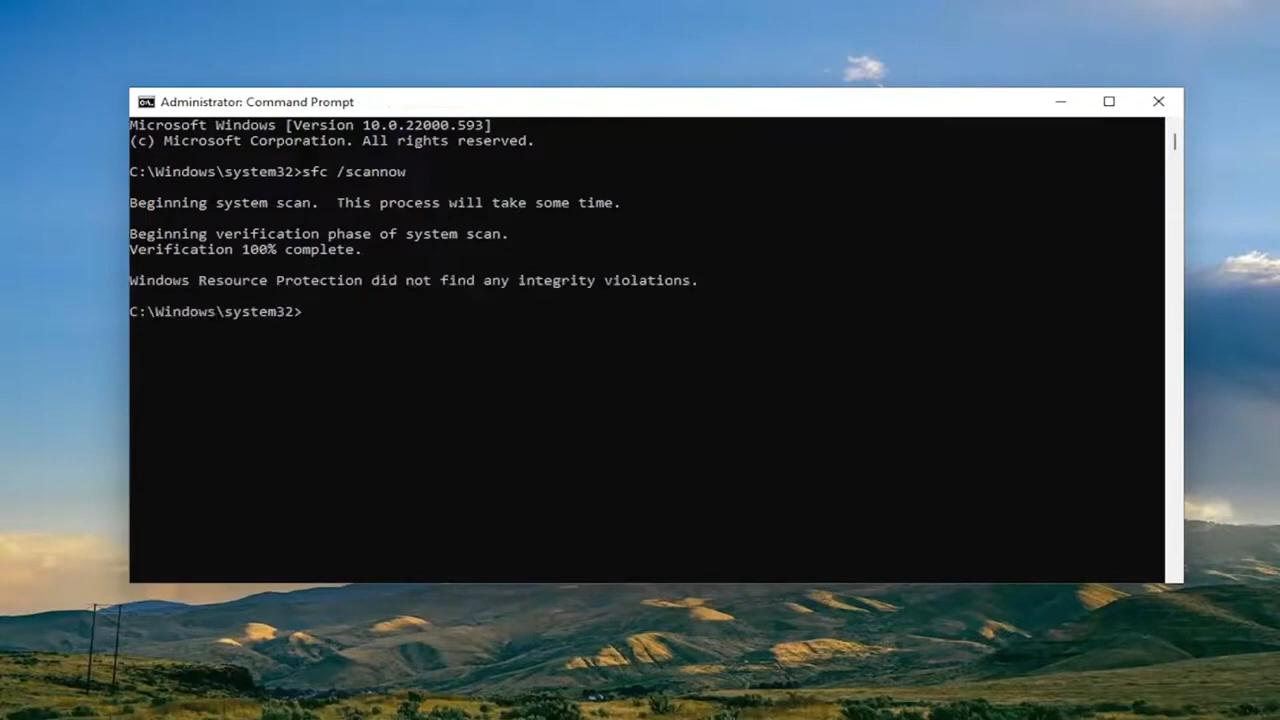 Administrator: Command Prompt
Microsoft Windows [Version 10.0.22000.593]
(c) Microsoft Corporation. All rights reserved.
C:\Windows\system32>sfc /scannow
Beginning system scan.  This process will take some time.
Beginning verification phase of system scan.
Verification 100% complete.
Windows Resource Protection did not find any integrity violations.
C:\Windows\system32>